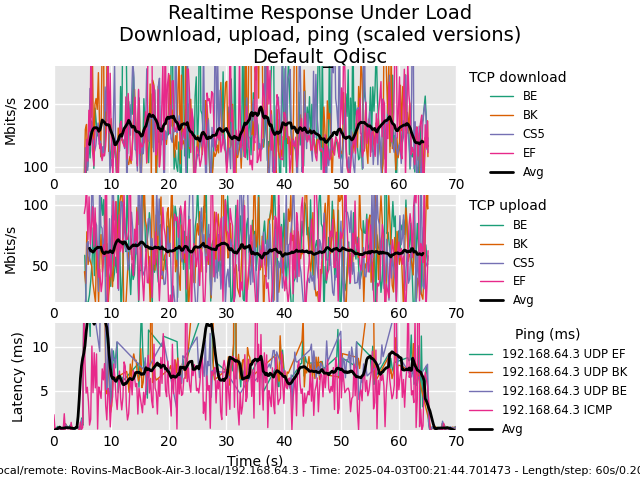 Realtime Response Under Load
Download, upload, ping (scaled versions)
Default_Qdisc
TCP download
BE
BK
CS5
EF
Avg
Mbits/s
200
100
0 10 20 30 40 50 60 70
TCP upload
BE
BK
CS5
EF
Avg
Mbits/s
100
50
0 10 20 30 40 50 60 70
Ping (ms)
192.168.64.3 UDP EF
192.168.64.3 UDP BK
192.168.64.3 UDP BE
192.168.64.3 ICMP
Avg
Latency (ms)
10
5
0 10 20 30 40 50 60 70
Time (s)
ocal/remote: Rovins-MacBook-Air-3.local/192.168.64.3 - Time: 2025-04-03T00:21:44.701473 - Length/step: 60s/0.20